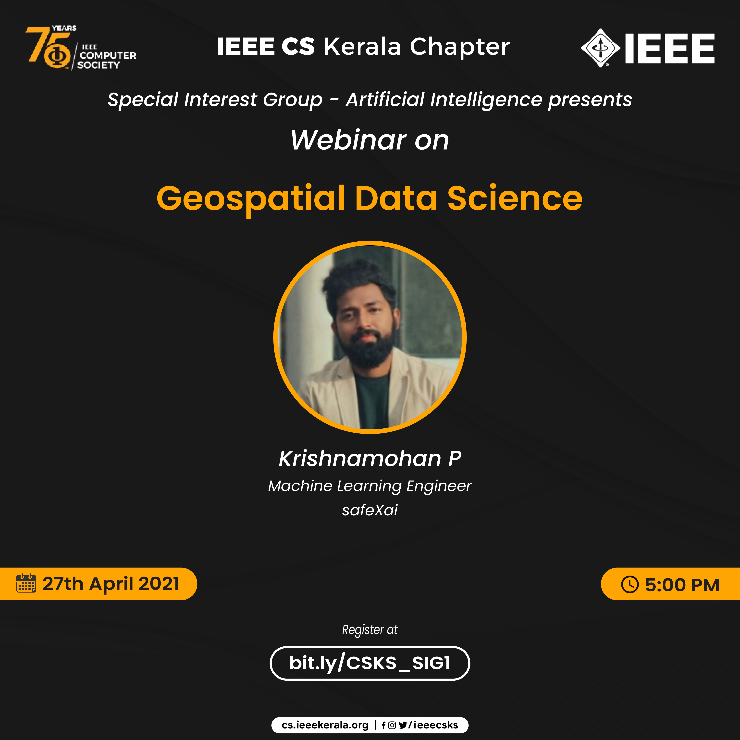 75 YEARS
IEEE
COMPUTER
SOCIETY
IEEE CS Kerala Chapter
IEEE
Special Interest Group - Artificial Intelligence presents
Webinar on
Geospatial Data Science
Krishnamohan P
Machine Learning Engineer
safeXai
27th April 2021
5:00 PM
Register at
bit.ly/CSKS_SIG1
cs.ieeekerala.org | /ieeecsks